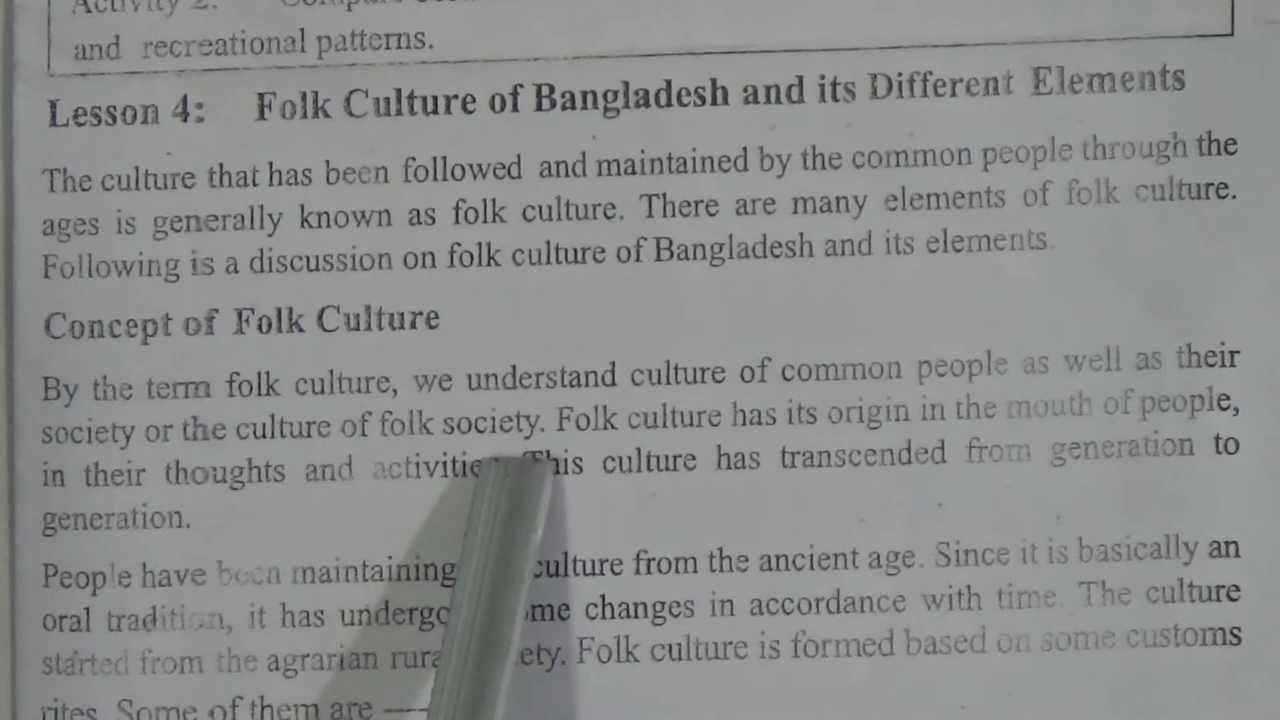 Activity 2.
and recreational patterns.
Lesson 4: Folk Culture of Bangladesh and its Different Elements
The culture that has been followed and maintained by the common people through the
ages is generally known as folk culture. There are many elements of folk culture.
Following is a discussion on folk culture of Bangladesh and its elements.
Concept of Folk Culture
By the term folk culture, we understand culture of common people as well as their
society or the culture of folk society. Folk culture has its origin in the mouth of people,
in their thoughts and activities. This culture has transcended from generation to
generation.
People have been maintaining culture from the ancient age. Since it is basically an
oral tradition, it has changes in accordance with time. The culture
started from the agrarian Folk culture is formed based on some customs
rites. Some of them are —